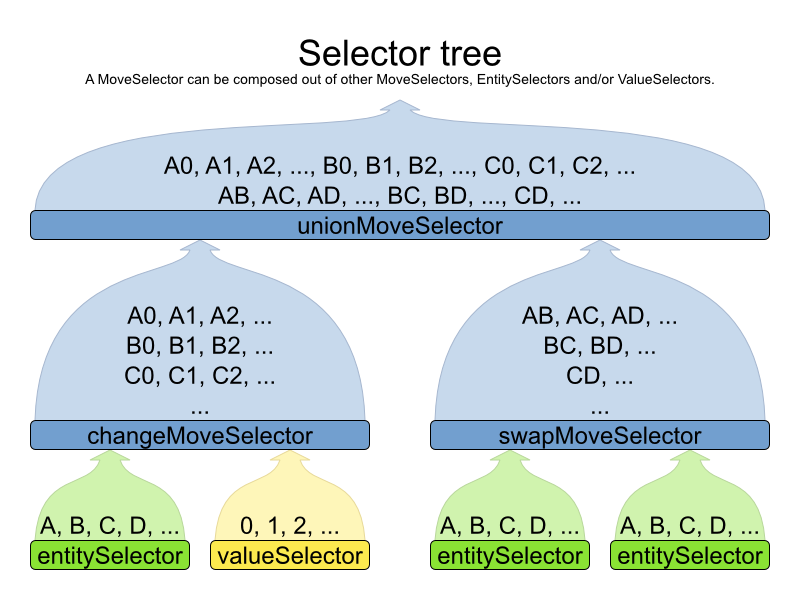 Selector tree
A MoveSelector can be composed out of other MoveSelectors, EntitySelectors and/or ValueSelectors.
A0, A1, A2, ..., B0, B1, B2, ..., C0, C1, C2, ...
AB, AC, AD, ..., BC, BD, ..., CD, ...
unionMoveSelector
A0, A1, A2, ...
B0, B1, B2, ...
C0, C1, C2, ...
...
changeMoveSelector
AB, AC, AD, ...
BC, BD, ...
CD, ...
...
swapMoveSelector
A, B, C, D, ...
entitySelector
0, 1, 2, ...
valueSelector
A, B, C, D, ...
entitySelector
A, B, C, D, ...
entitySelector